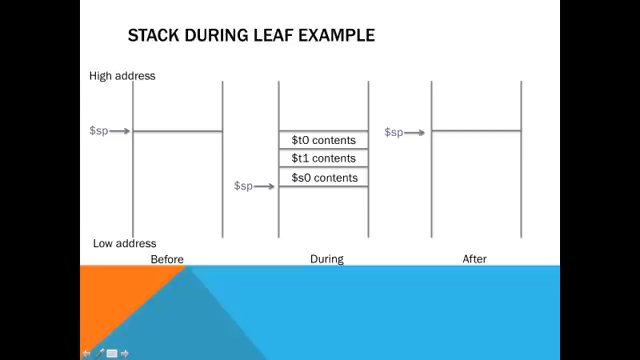 STACK DURING LEAF EXAMPLE
High address
$sp
$sp
$t0 contents
$t1 contents
$s0 contents
$sp
Low address
Before
During
After